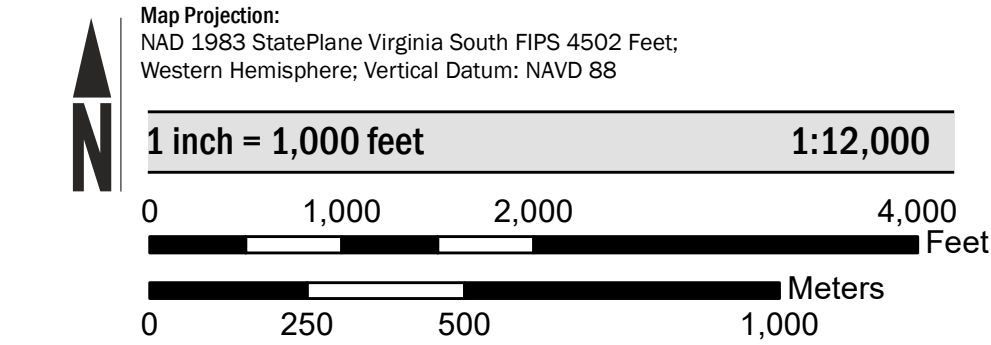 Map Projection:
NAD 1983 StatePlane Virginia South FIPS 4502 Feet;
Western Hemisphere; Vertical Datum: NAVD 88
N
1 inch = 1,000 feet 1:12,000
0 1,000 2,000 4,000
Feet
Meters
0 250 500 1,000